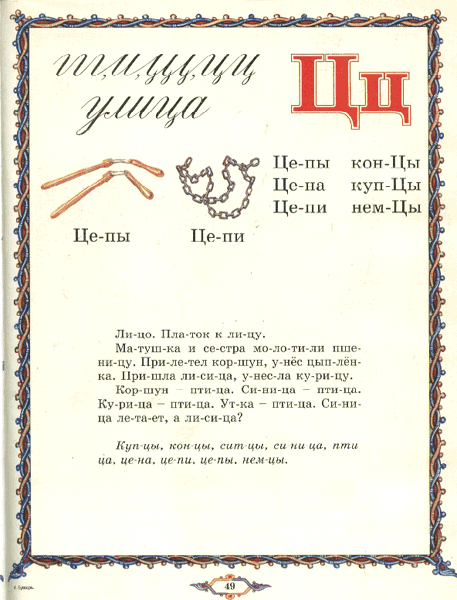 ш, и, ц, ц, ц, иц
улица
Цц
Це-пы кон-Цы
Це-на куп-Цы
Це-пи нем-Цы
Це-пы Це-пи
Ли-цо. Пла-ток к ли-цу.
Ма-туш-ка и се-стра мо-ло-ти-ли пше-
ни-цу. При-ле-тел кор-шун, у-нёс цып-лён-
ка. При-шла ли-си-ца, у-нес-ла ку-ри-цу.
Кор-шун – пти-ца. Си-ни-ца – пти-ца.
Ку-ри-ца – пти-ца. Ут-ка – пти-ца. Си-ни-
ца ле-та-ет, а ли-си-ца?
Куп-цы, кон-цы, сит-цы, си ни ца, пти
ца, це-на, це-пи, це-пы, нем-цы.
49